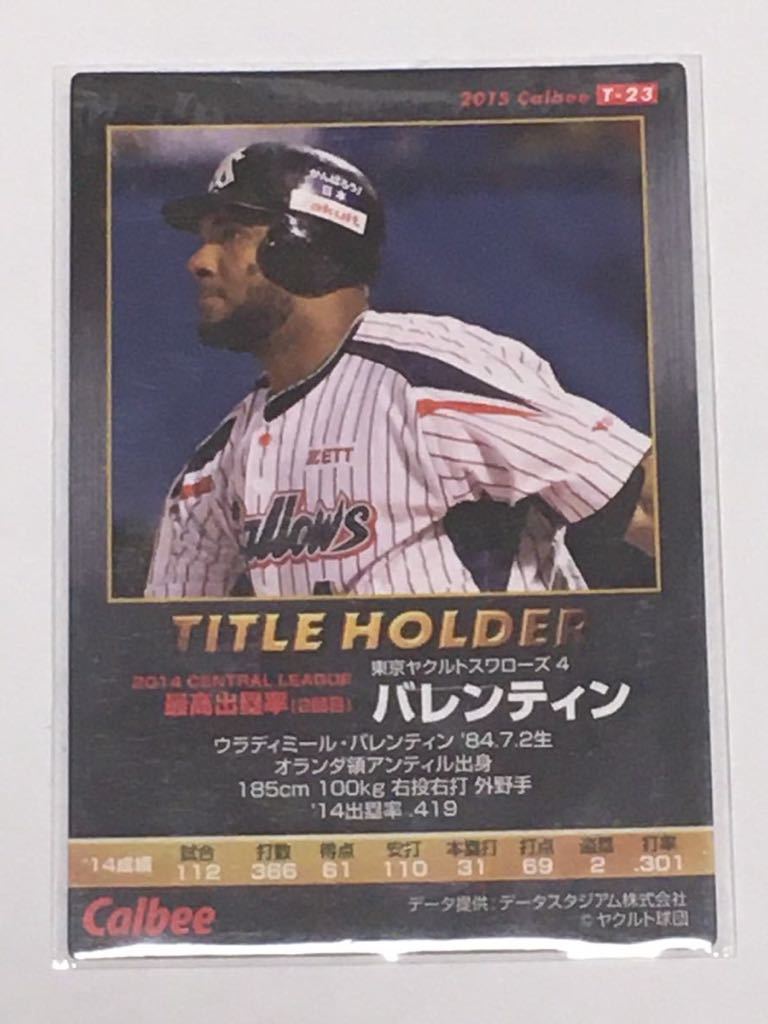 2015 Calbee T-23
がんばろう!
日本
akult
ZETT
allows
TITLE HOLDER
2014 CENTRAL LEAGUE
最高出塁率(2回目)
東京ヤクルトスワローズ 4
バレンティン
ウラディミール・バレンティン '84.7.2生
オランダ領アンティル出身
185cm 100kg 右投右打 外野手
'14出塁率 .419
'14成績 試合 打数 得点 安打 本塁打 打点 盗塁 打率
112 366 61 110 31 69 2 .301
Calbee
データ提供:データスタジアム株式会社
©ヤクルト球団